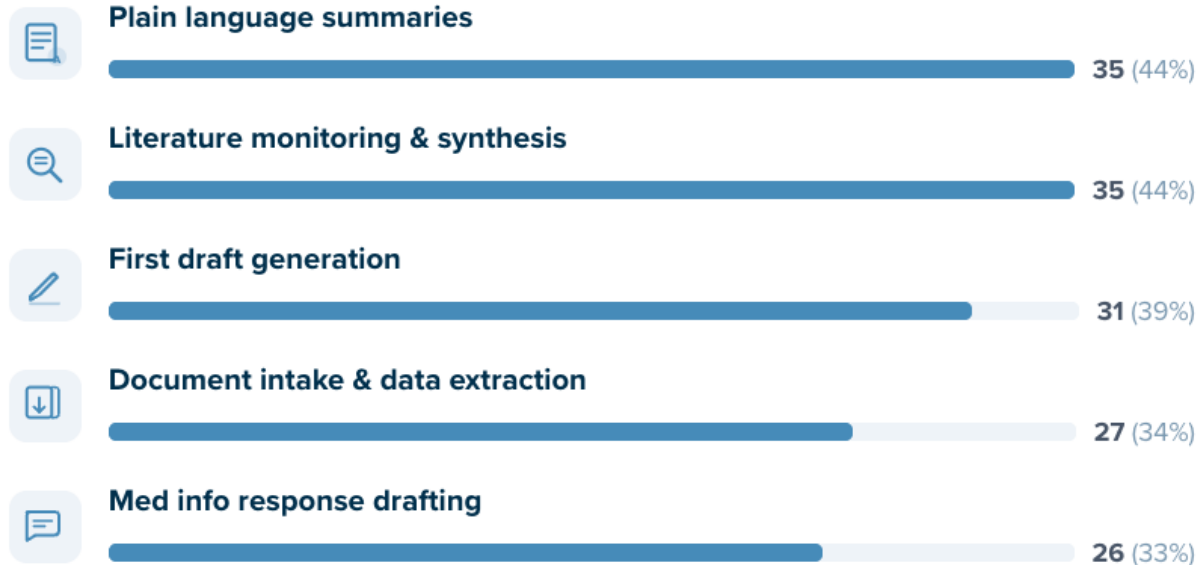 Plain language summaries
35 (44%)
Literature monitoring & synthesis
35 (44%)
First draft generation
31 (39%)
Document intake & data extraction
27 (34%)
Med info response drafting
26 (33%)